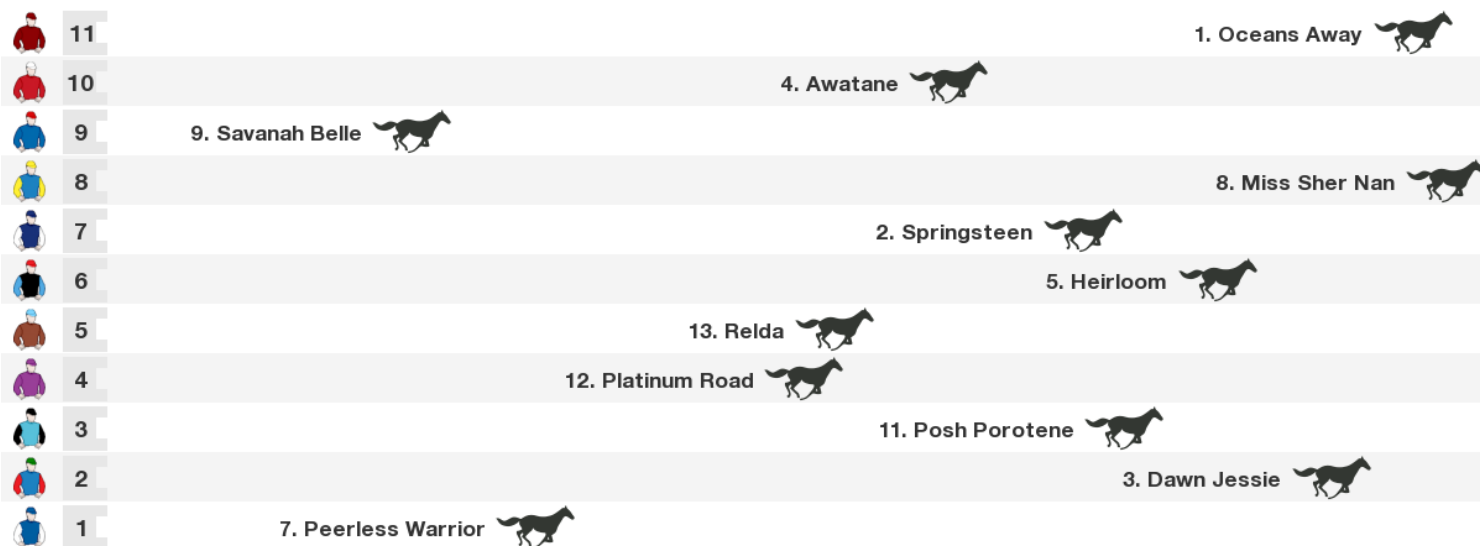 11 1. Oceans Away
10 4. Awatane
9 9. Savanah Belle
8 8. Miss Sher Nan
7 2. Springsteen
6 5. Heirloom
5 13. Relda
4 12. Platinum Road
3 11. Posh Porotene
2 3. Dawn Jessie
1 7. Peerless Warrior